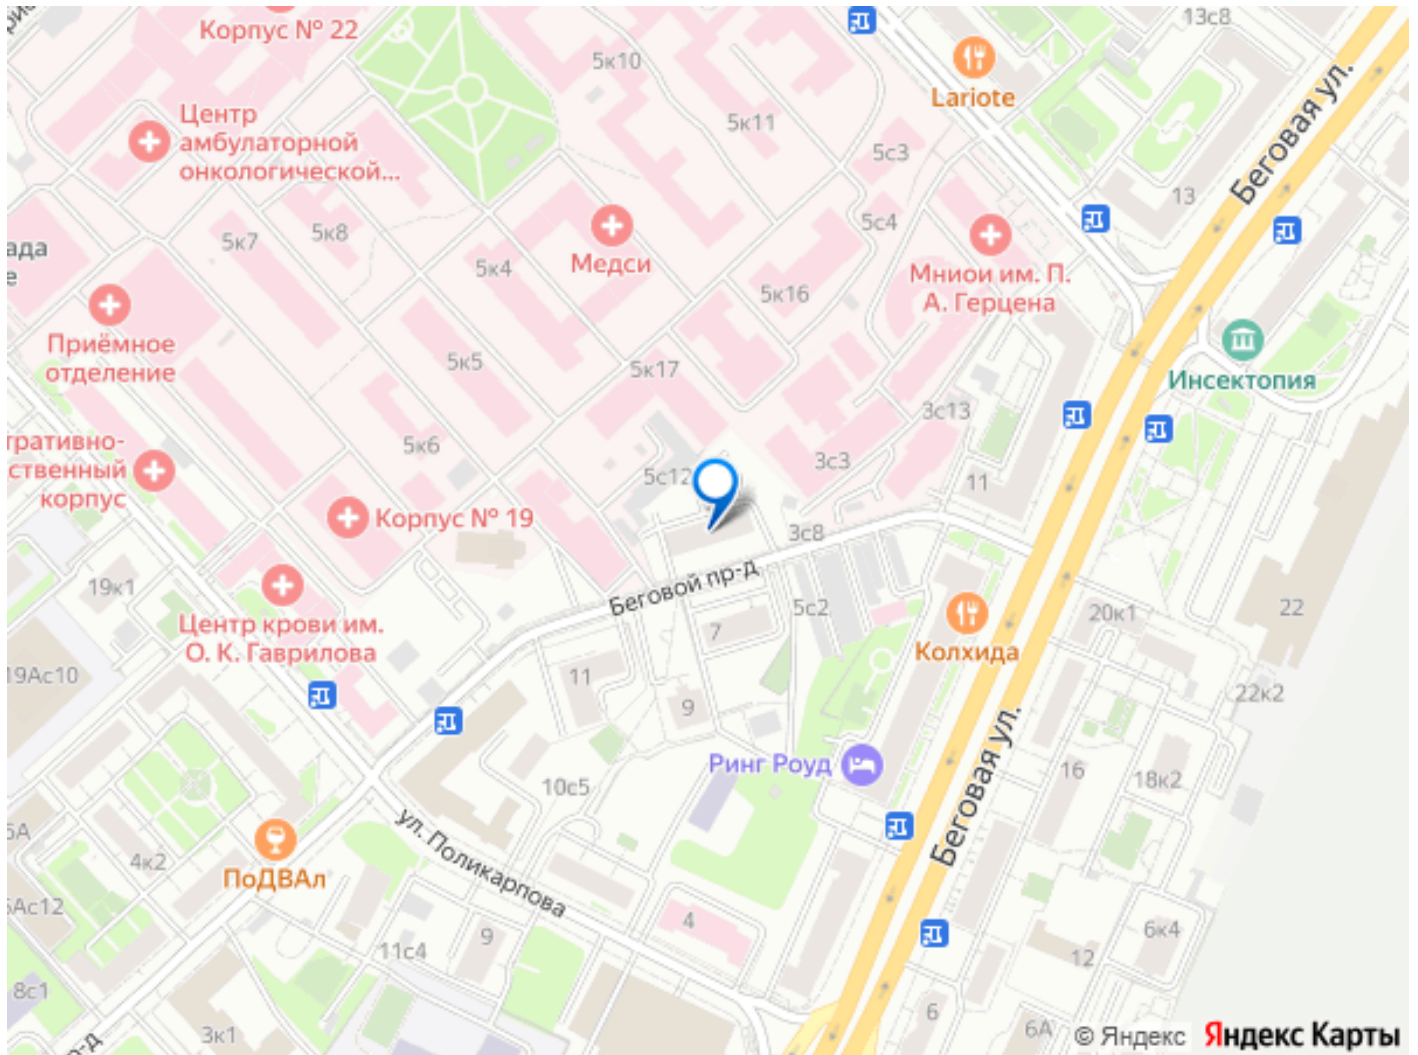 Корпус № 22
13с8
5к10
Lariote
Беговая ул.
Центр
амбулаторной
онкологической...
5к11
5с3
13
5к7
5к8
5с4
ада
е
5к4
Медси
Мниои им. П.
А. Герцена
5к16
Приёмное
отделение
5к5
5к17
Инсектопия
3с13
тративно-
ственный
корпус
5к6
3с3
5с12
11
Корпус № 19
3с8
19к1
Беговой пр-д
5с2
20к1
22
Центр крови им.
О. К. Гаврилова
7
Колхида
19Ас10
11
9
22к2
Беговая ул.
Ринг Роуд
16
18к2
10с5
ул. Поликарпова
6А
4к2
ПоДВАл
6Ас12
4
9
11с4
6к4
12
8с1
3к1
6
6А
© Яндекс
Яндекс Карты